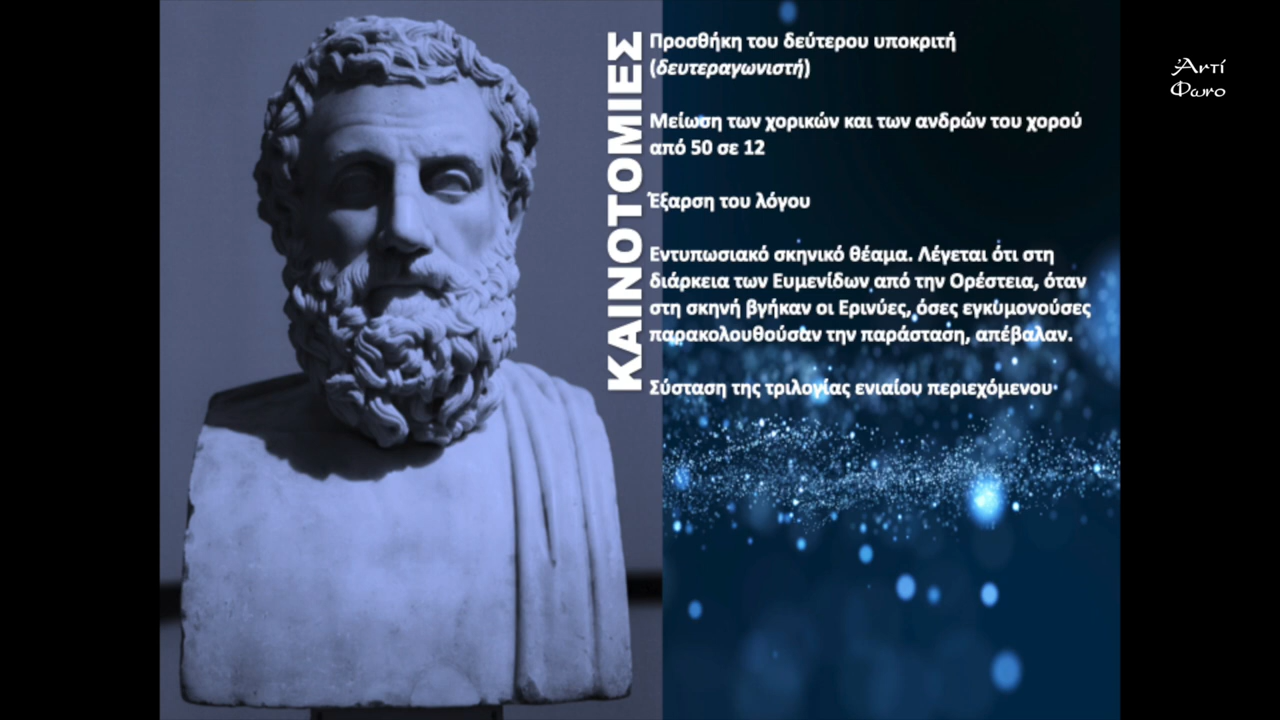 ΚΑΙΝΟΤΟΜΙΕΣ
Προσθήκη του δεύτερου υποκριτή
(δευτεραγωνιστή)
Μείωση των χορικών και των ανδρών του χορού
από 50 σε 12
Έξαρση του λόγου
Εντυπωσιακό σκηνικό θέαμα. Λέγεται ότι στη
διάρκεια των Ευμενίδων από την Ορέστεια, όταν
στη σκηνή βγήκαν οι Ερινύες, όσες εγκυμονούσες
παρακολουθούσαν την παράσταση, απέβαλαν.
Σύσταση της τριλογίας ενιαίου περιεχόμενου·
Ἀρτί
Φωρο